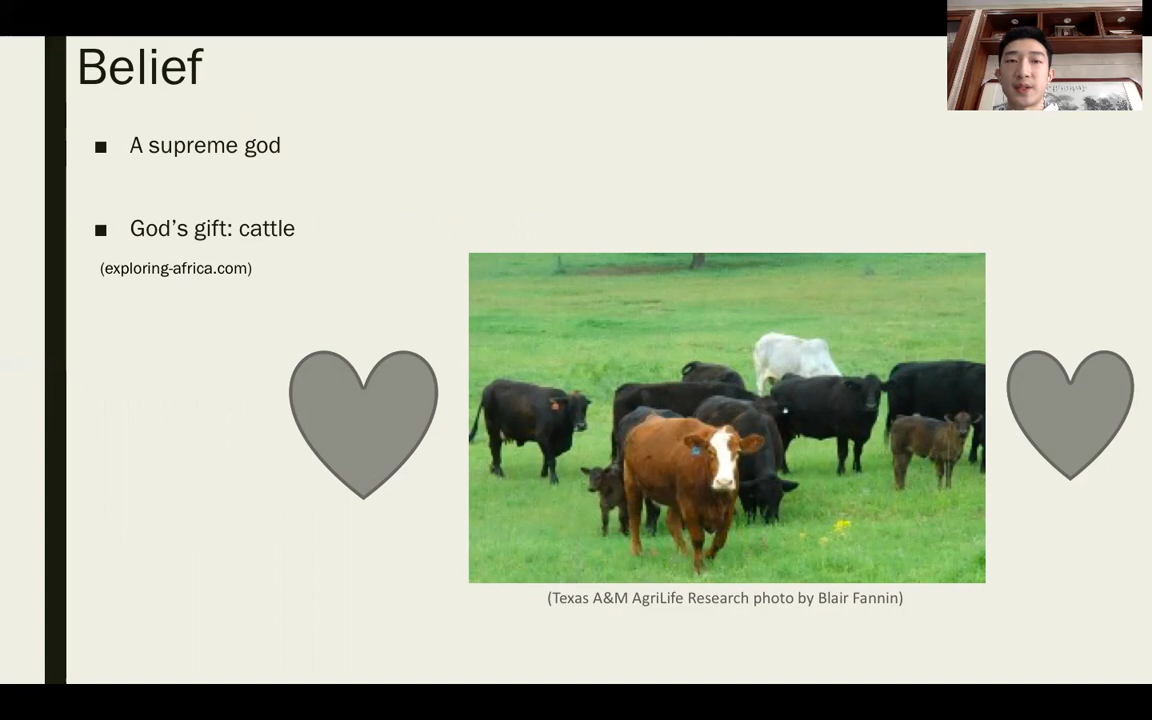 Belief
■ A supreme god
■ God’s gift: cattle
(exploring-africa.com)
(Texas A&M AgriLife Research photo by Blair Fannin)